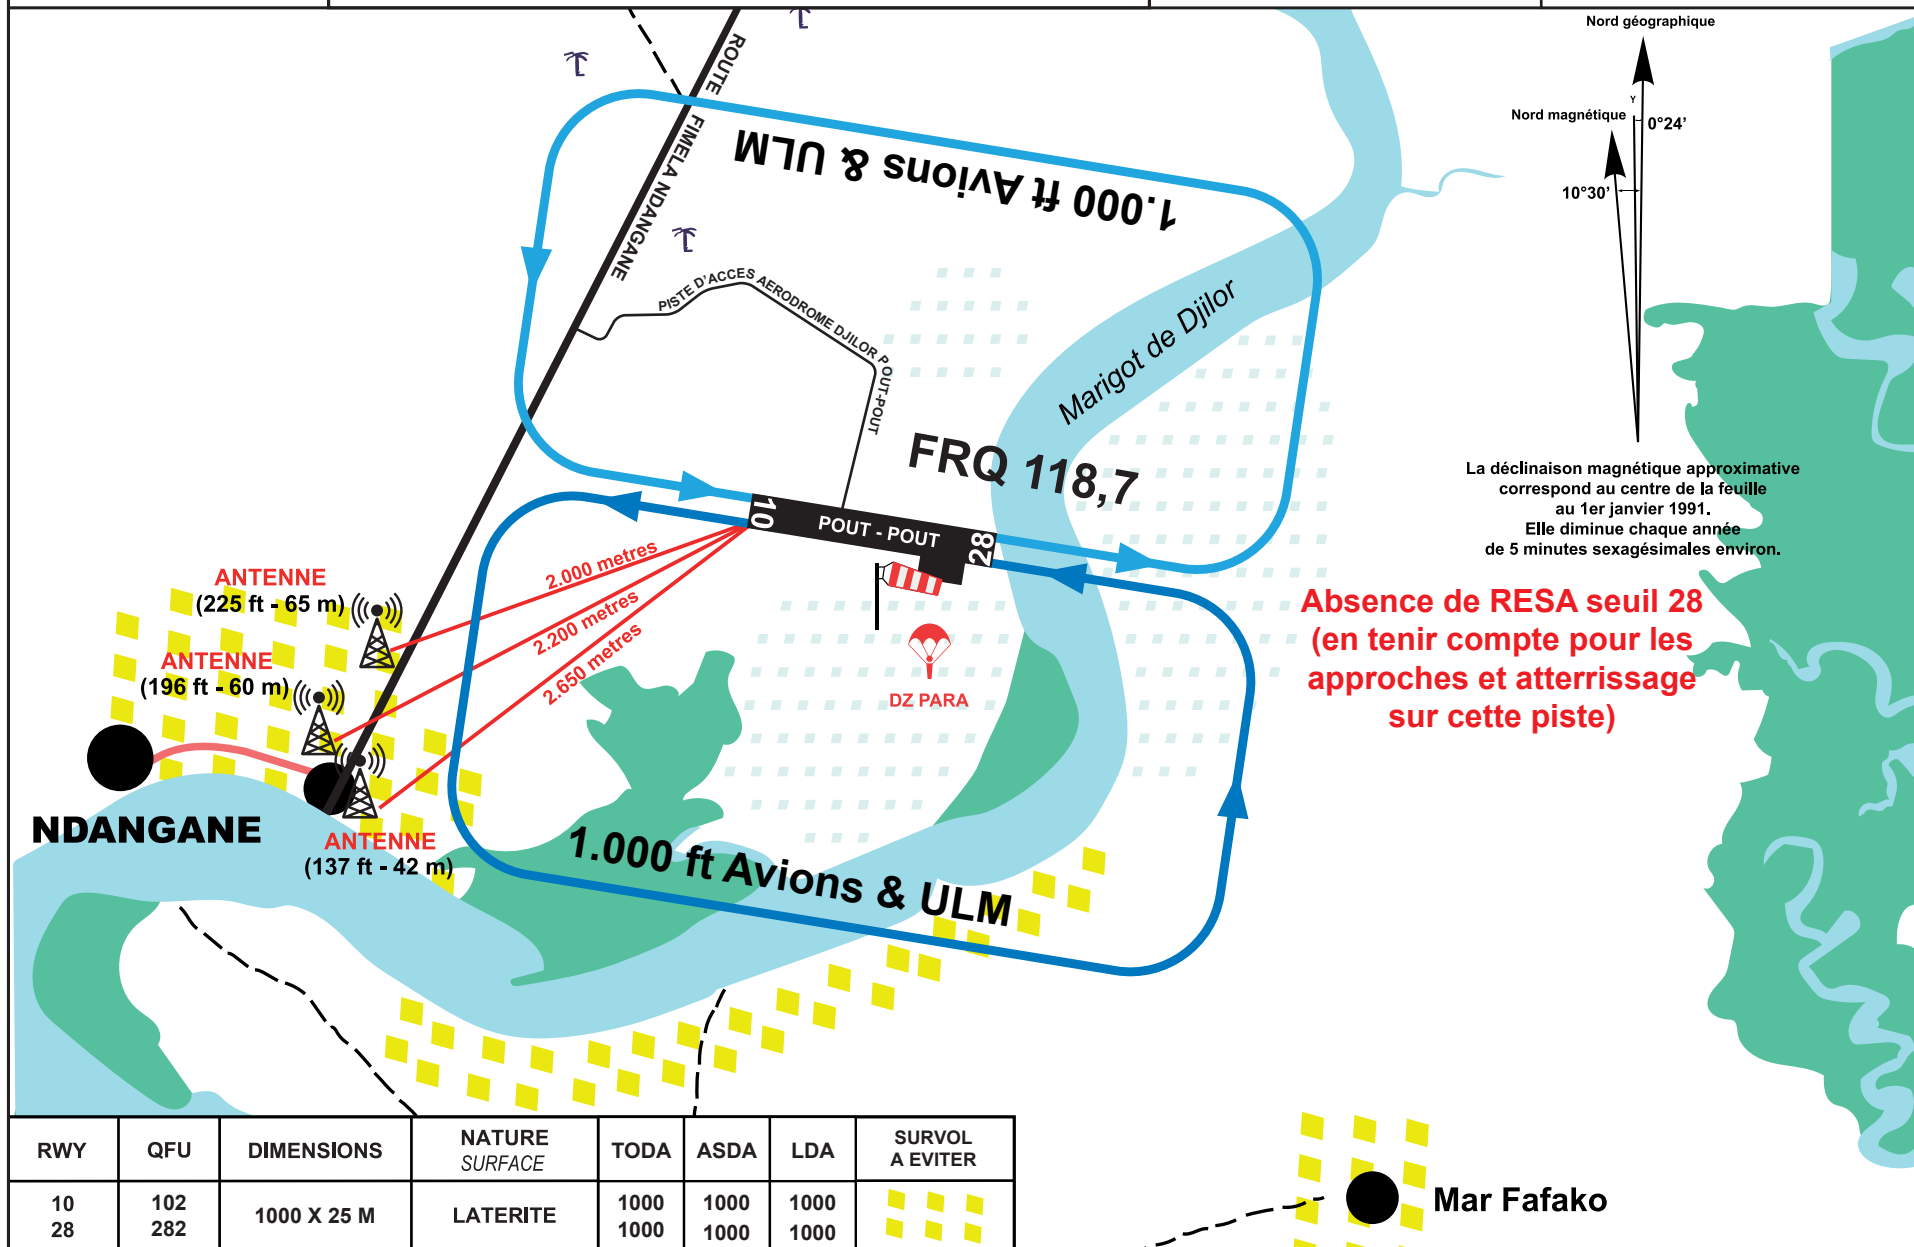 Nord géographique
Y
Nord magnétique
0°24'
10°30'
ROUTE FIMELA NDANGANE
1.000 ft Avions & ULM
PISTE D'ACCES AERODROME DJILOR POUT-POUT
Marigot de Djilor
FRQ 118,7
10
POUT - POUT
28
La déclinaison magnétique approximative
correspond au centre de la feuille
au 1er janvier 1991.
Elle diminue chaque année
de 5 minutes sexagésimales environ.
Absence de RESA seuil 28
(en tenir compte pour les
approches et atterrissage
sur cette piste)
2.000 metres
2.200 metres
2.650 metres
ANTENNE
(225 ft - 65 m)
ANTENNE
(196 ft - 60 m)
DZ PARA
NDANGANE
ANTENNE
(137 ft - 42 m)
1.000 ft Avions & ULM
RWY QFU DIMENSIONS NATURE TODA ASDA LDA SURVOL
SURFACE A EVITER
10 102 1000 X 25 M LATERITE 1000 1000 1000
28 282 1000 1000 1000
Mar Fafako